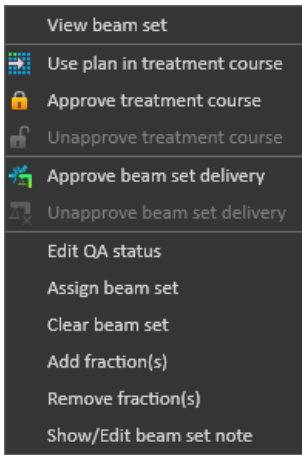 View beam set
Use plan in treatment course
Approve treatment course
Unapprove treatment course
Approve beam set delivery
Unapprove beam set delivery
Edit QA status
Assign beam set
Clear beam set
Add fraction(s)
Remove fraction(s)
Show/Edit beam set note